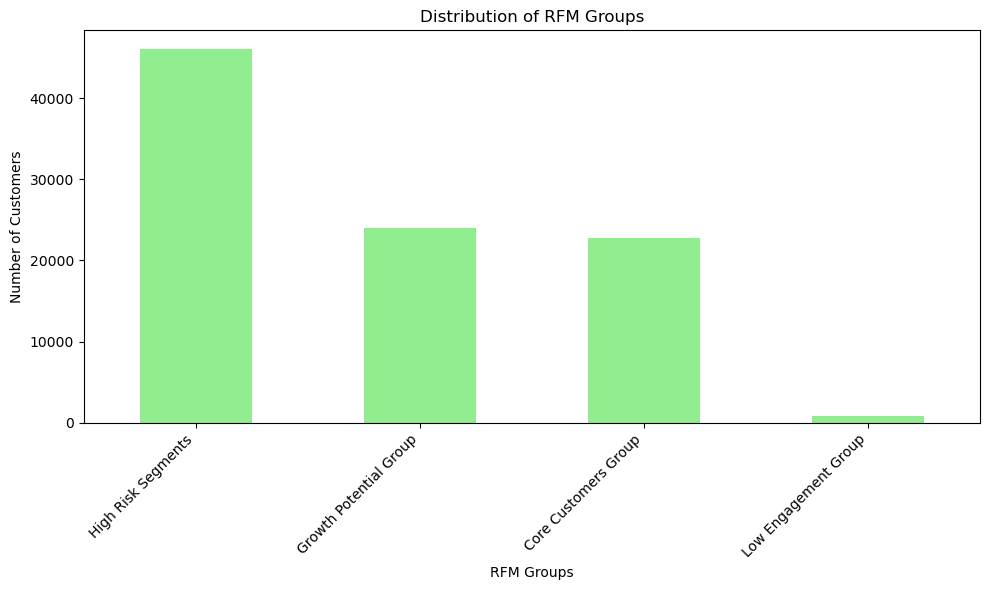 Distribution of RFM Groups
Number of Customers
40000
30000
20000
10000
0
High Risk Segments
Growth Potential Group
Core Customers Group
Low Engagement Group
RFM Groups